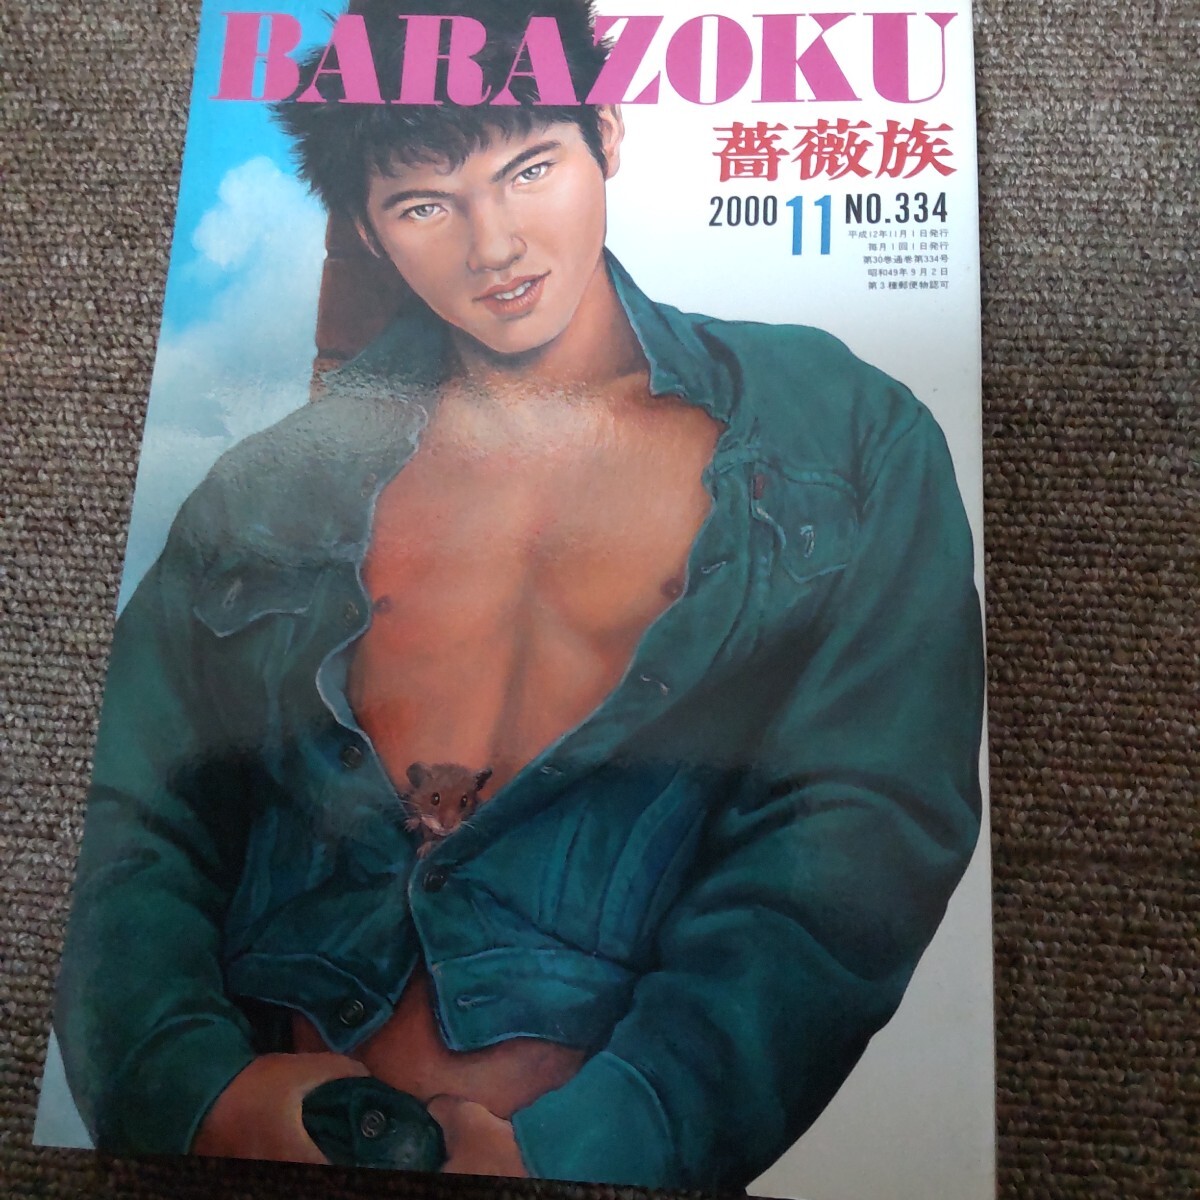 BARAZOKU
薔薇族
2000 11 NO.334
平成12年11月1日発行
毎月1回1日発行
第30巻通巻第334号
昭和49年9月2日
第3種郵便物認可